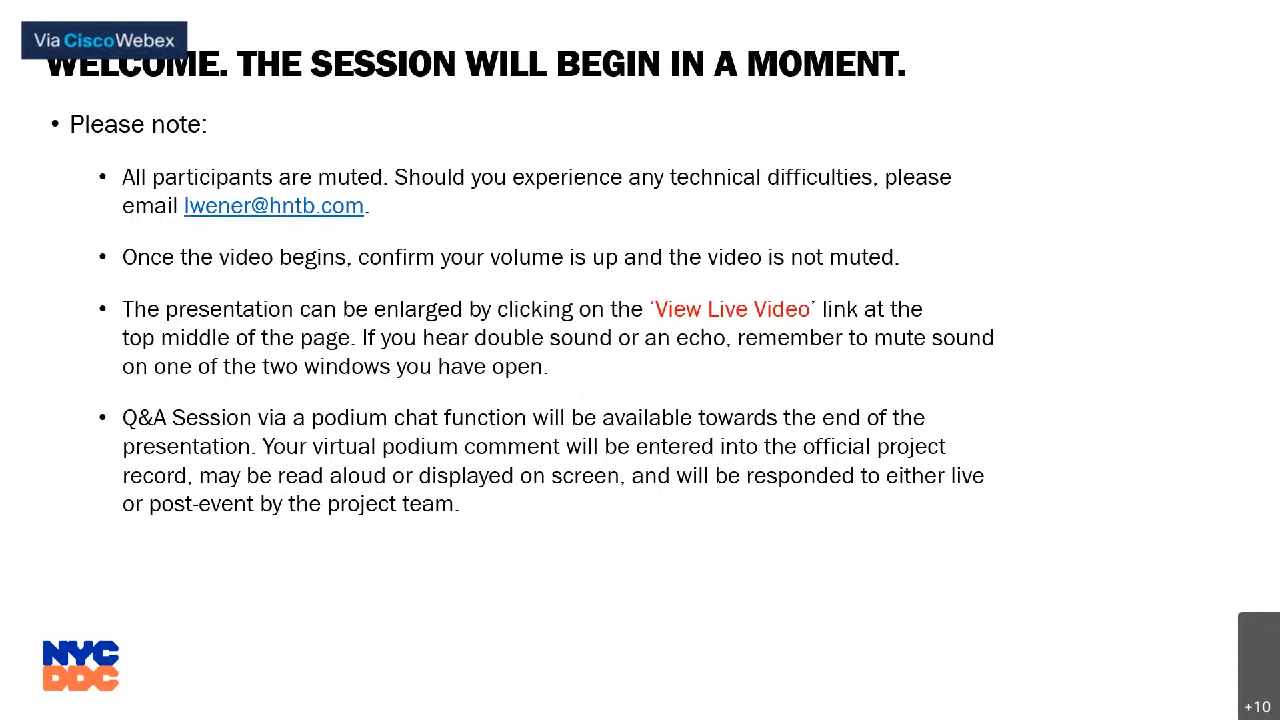 Via CiscoWebex
WELCOME. THE SESSION WILL BEGIN IN A MOMENT.
• Please note:
• All participants are muted. Should you experience any technical difficulties, please
email lwener@hntb.com.
• Once the video begins, confirm your volume is up and the video is not muted.
• The presentation can be enlarged by clicking on the ‘View Live Video’ link at the
top middle of the page. If you hear double sound or an echo, remember to mute sound
on one of the two windows you have open.
• Q&A Session via a podium chat function will be available towards the end of the
presentation. Your virtual podium comment will be entered into the official project
record, may be read aloud or displayed on screen, and will be responded to either live
or post-event by the project team.
NYC
DDC
+10